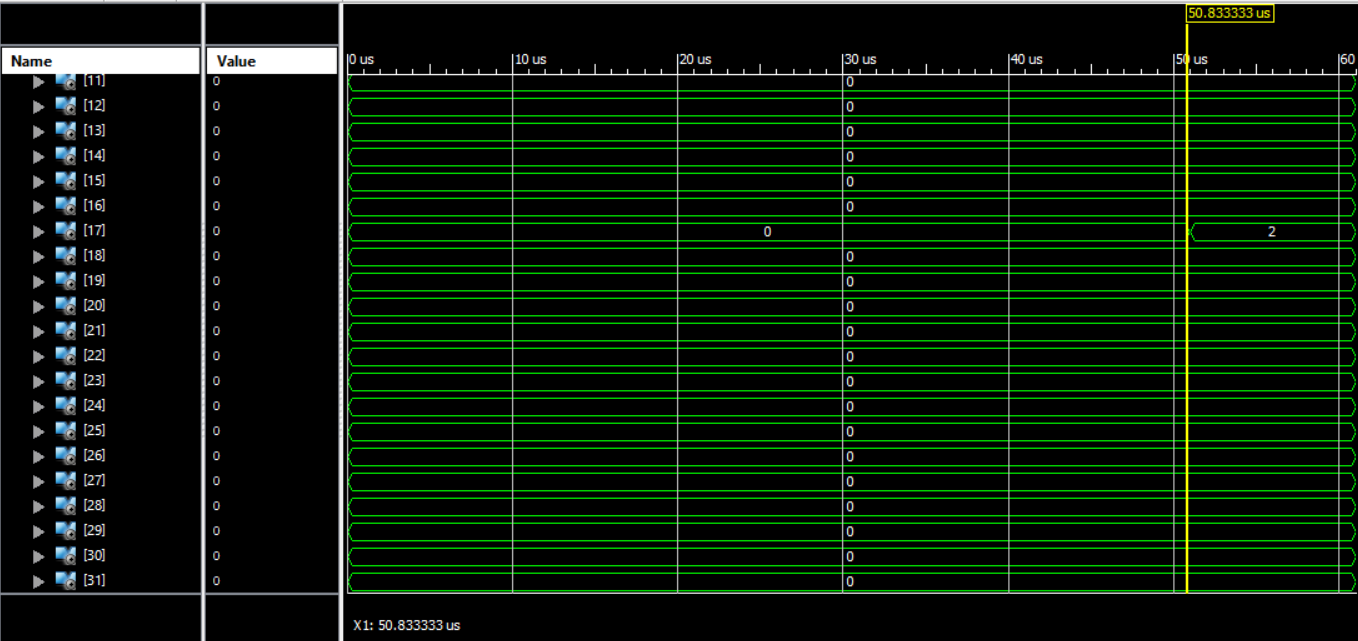 50.833333 us
Name Value 0 us 10 us 20 us 30 us 40 us 50 us 60
[11] 0 0
[12] 0 0
[13] 0 0
[14] 0 0
[15] 0 0
[16] 0 0
[17] 0 0 2
[18] 0 0
[19] 0 0
[20] 0 0
[21] 0 0
[22] 0 0
[23] 0 0
[24] 0 0
[25] 0 0
[26] 0 0
[27] 0 0
[28] 0 0
[29] 0 0
[30] 0 0
[31] 0 0
X1: 50.833333 us